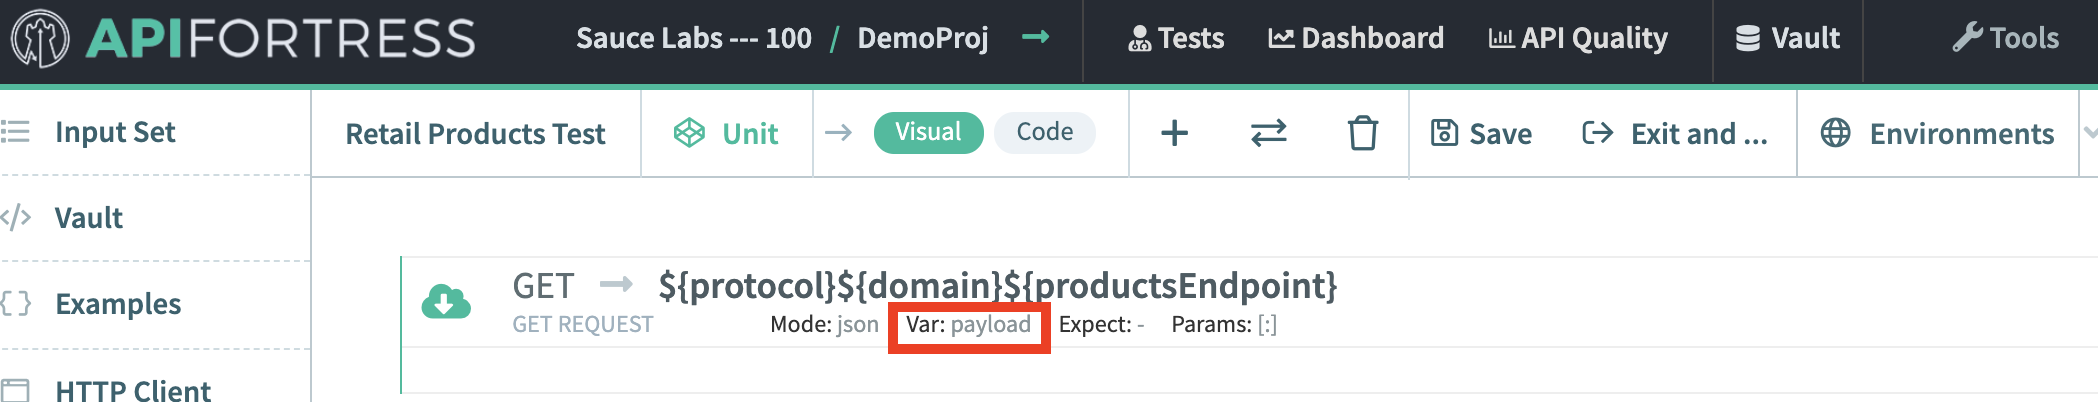 APIFORTRESS Sauce Labs --- 100 / DemoProj Tests Dashboard API Quality Vault Tools
Input Set
Vault
Examples
HTTP Client
Retail Products Test Unit Visual Code Save Exit and ... Environments
GET ${protocol}${domain}${productsEndpoint}
GET REQUEST Mode: json Var: payload Expect: - Params: [:]